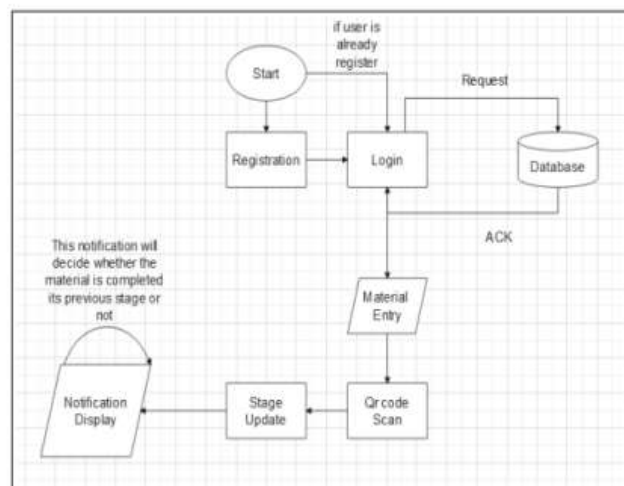 if user is
already
register
Start
Request
Registration
Login
Database
ACK
This notification will
decide whether the
material is completed
its previous stage or
not
Material
Entry
Notification
Display
Stage
Update
Qr code
Scan